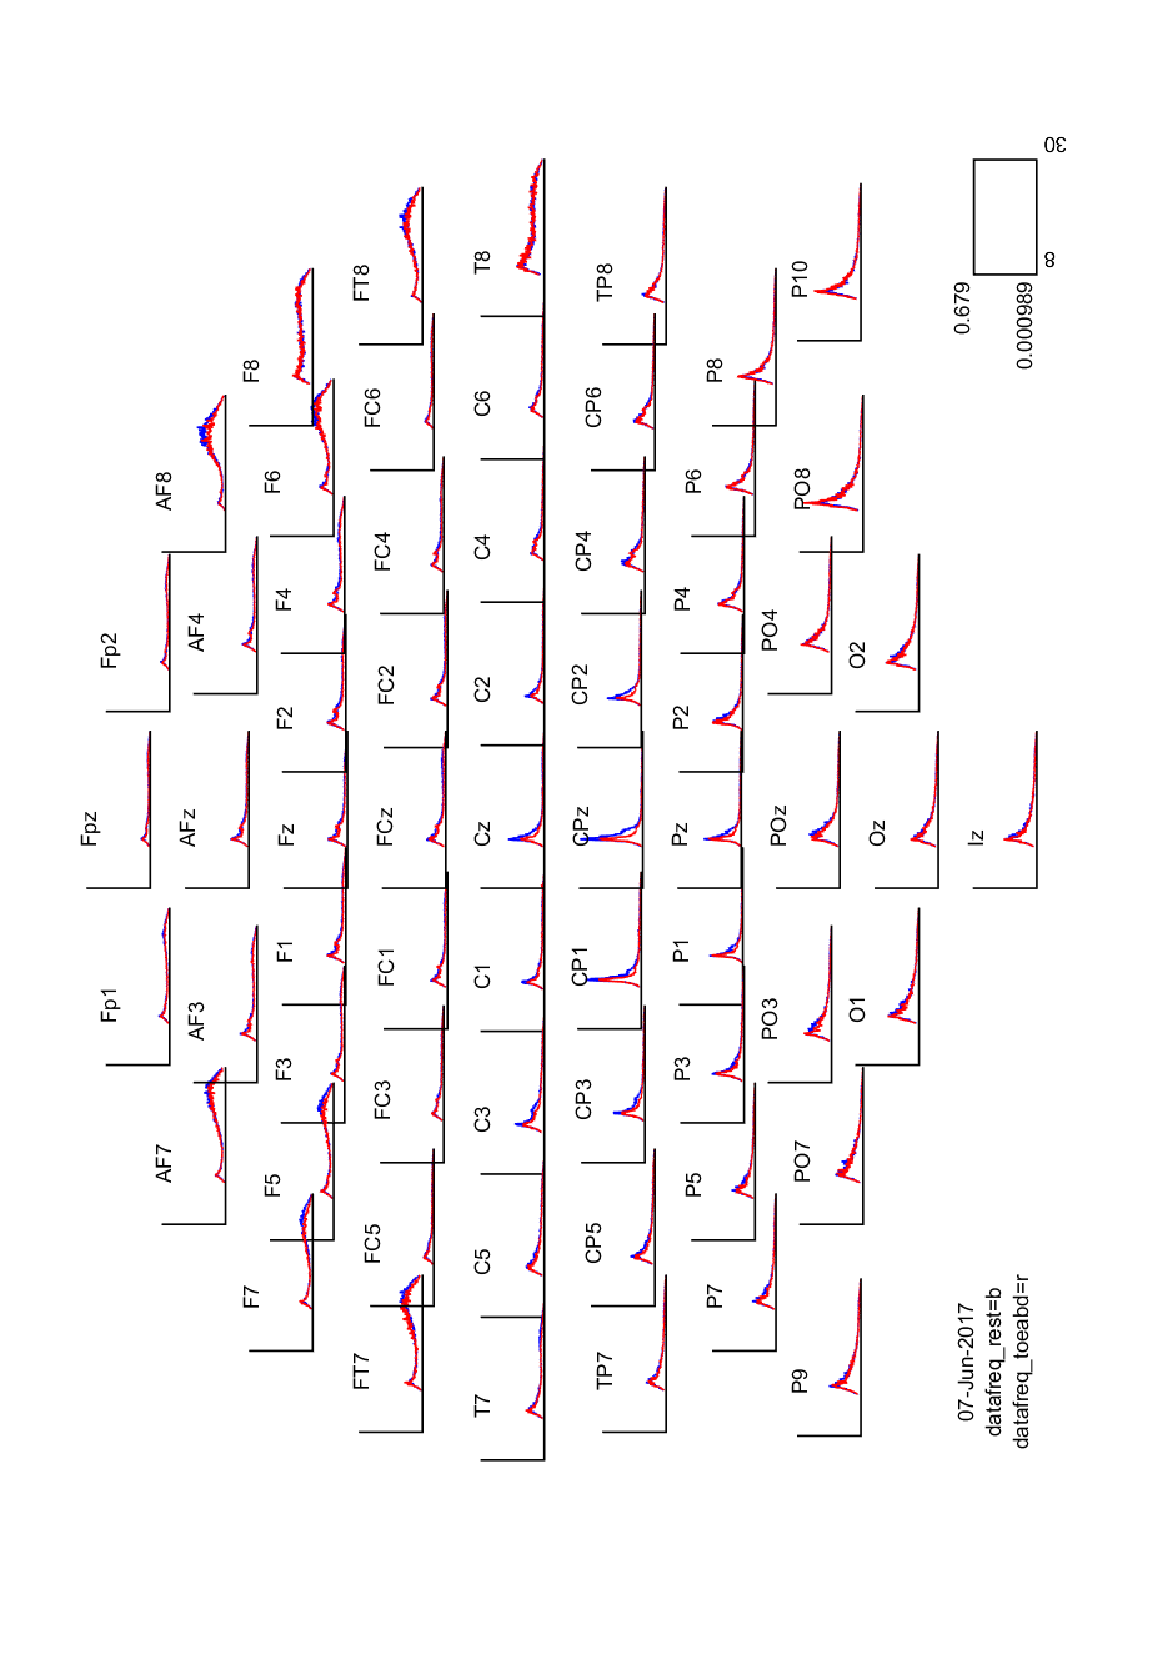 Fpz
Fp1
Fp2
AF7
AF3
AFz
AF4
AF8
F7
F5
F3
F1
Fz
F2
F4
F6
F8
FT7
FC5
FC3
FC1
FCz
FC2
FC4
FC6
FT8
T7
C5
C3
C1
Cz
C2
C4
C6
T8
TP7
CP5
CP3
CP1
CPz
CP2
CP4
CP6
TP8
P9
P7
P5
P3
P1
Pz
P2
P4
P6
P8
P10
PO7
PO3
POz
PO4
PO8
O1
Oz
O2
Iz
07-Jun-2017
datafreq_rest=b
datafreq_toeabd=r
0.679
0.000989
8
30